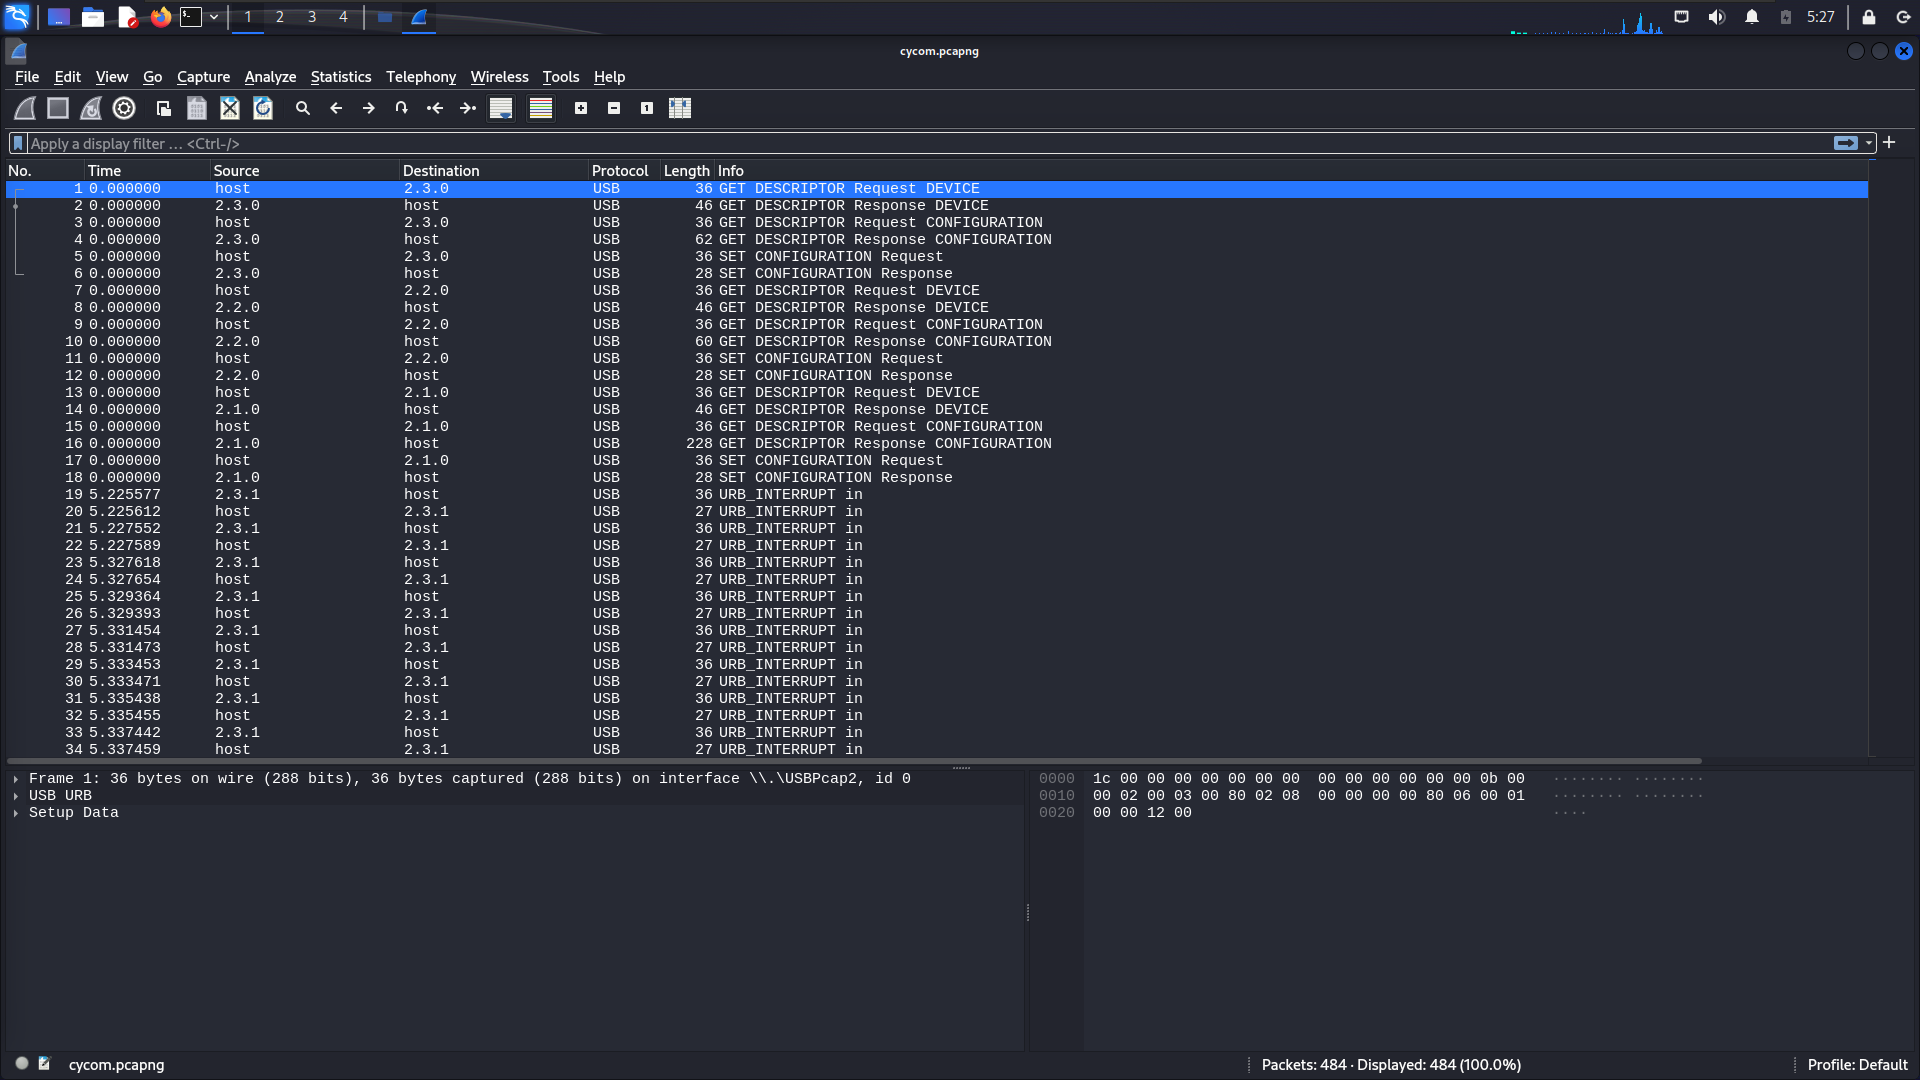 1 2 3 4 5:27
cycom.pcapng
File Edit View Go Capture Analyze Statistics Telephony Wireless Tools Help
Apply a display filter … <Ctrl-/>
No. Time Source Destination Protocol Length Info
1 0.000000 host 2.3.0 USB 36 GET DESCRIPTOR Request DEVICE
2 0.000000 2.3.0 host USB 46 GET DESCRIPTOR Response DEVICE
3 0.000000 host 2.3.0 USB 36 GET DESCRIPTOR Request CONFIGURATION
4 0.000000 2.3.0 host USB 62 GET DESCRIPTOR Response CONFIGURATION
5 0.000000 host 2.3.0 USB 36 SET CONFIGURATION Request
6 0.000000 2.3.0 host USB 28 SET CONFIGURATION Response
7 0.000000 host 2.2.0 USB 36 GET DESCRIPTOR Request DEVICE
8 0.000000 2.2.0 host USB 46 GET DESCRIPTOR Response DEVICE
9 0.000000 host 2.2.0 USB 36 GET DESCRIPTOR Request CONFIGURATION
10 0.000000 2.2.0 host USB 60 GET DESCRIPTOR Response CONFIGURATION
11 0.000000 host 2.2.0 USB 36 SET CONFIGURATION Request
12 0.000000 2.2.0 host USB 28 SET CONFIGURATION Response
13 0.000000 host 2.1.0 USB 36 GET DESCRIPTOR Request DEVICE
14 0.000000 2.1.0 host USB 46 GET DESCRIPTOR Response DEVICE
15 0.000000 host 2.1.0 USB 36 GET DESCRIPTOR Request CONFIGURATION
16 0.000000 2.1.0 host USB 228 GET DESCRIPTOR Response CONFIGURATION
17 0.000000 host 2.1.0 USB 36 SET CONFIGURATION Request
18 0.000000 2.1.0 host USB 28 SET CONFIGURATION Response
19 5.225577 2.3.1 host USB 36 URB_INTERRUPT in
20 5.225612 host 2.3.1 USB 27 URB_INTERRUPT in
21 5.227552 2.3.1 host USB 36 URB_INTERRUPT in
22 5.227589 host 2.3.1 USB 27 URB_INTERRUPT in
23 5.327618 2.3.1 host USB 36 URB_INTERRUPT in
24 5.327654 host 2.3.1 USB 27 URB_INTERRUPT in
25 5.329364 2.3.1 host USB 36 URB_INTERRUPT in
26 5.329393 host 2.3.1 USB 27 URB_INTERRUPT in
27 5.331454 2.3.1 host USB 36 URB_INTERRUPT in
28 5.331473 host 2.3.1 USB 27 URB_INTERRUPT in
29 5.333453 2.3.1 host USB 36 URB_INTERRUPT in
30 5.333471 host 2.3.1 USB 27 URB_INTERRUPT in
31 5.335438 2.3.1 host USB 36 URB_INTERRUPT in
32 5.335455 host 2.3.1 USB 27 URB_INTERRUPT in
33 5.337442 2.3.1 host USB 36 URB_INTERRUPT in
34 5.337459 host 2.3.1 USB 27 URB_INTERRUPT in
Frame 1: 36 bytes on wire (288 bits), 36 bytes captured (288 bits) on interface \\.\USBPcap2, id 0
USB URB
Setup Data
0000 1c 00 00 00 00 00 00 00 00 00 00 00 00 00 0b 00 ········ ········
0010 00 02 00 03 00 80 02 08 00 00 00 00 80 06 00 01 ········ ········
0020 00 00 12 00 ····
cycom.pcapng
Packets: 484 · Displayed: 484 (100.0%)
Profile: Default